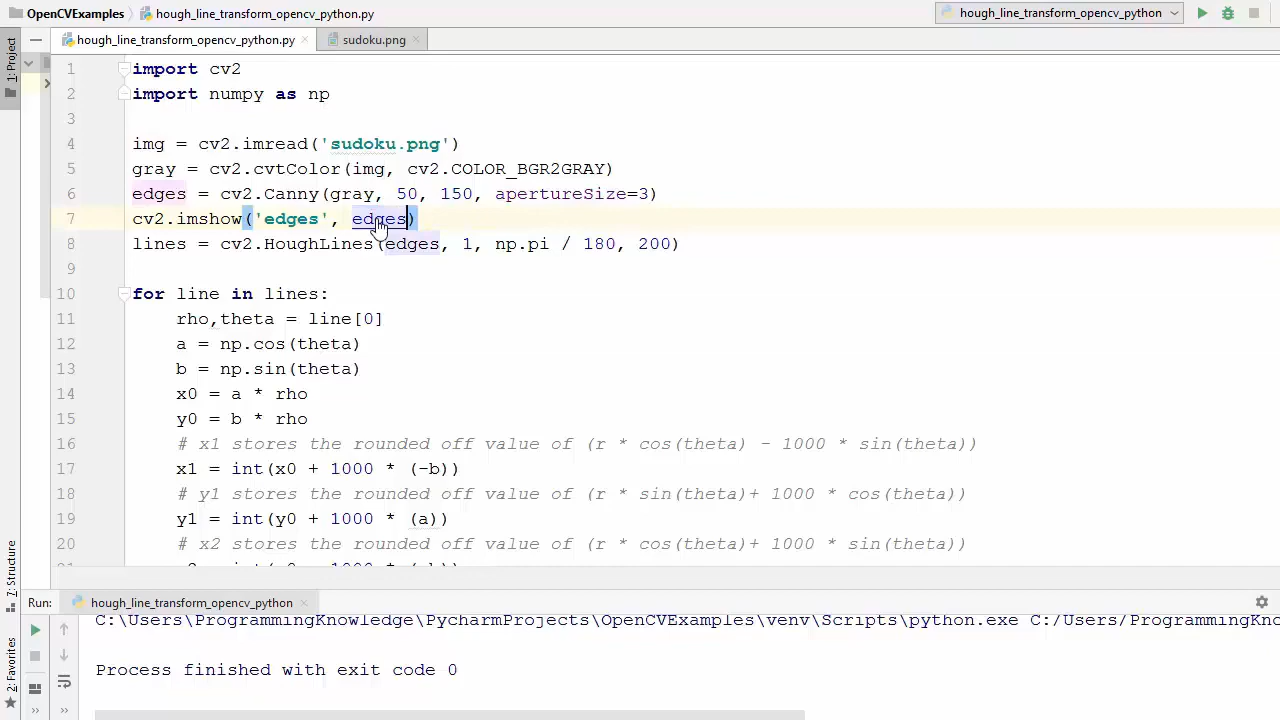 OpenCVExamples hough_line_transform_opencv_python.py hough_line_transform_opencv_python
1: Project
hough_line_transform_opencv_python.py sudoku.png
1 import cv2
2 import numpy as np
3
4 img = cv2.imread('sudoku.png')
5 gray = cv2.cvtColor(img, cv2.COLOR_BGR2GRAY)
6 edges = cv2.Canny(gray, 50, 150, apertureSize=3)
7 cv2.imshow('edges', edges)
8 lines = cv2.HoughLines(edges, 1, np.pi / 180, 200)
9
10 for line in lines:
11 rho,theta = line[0]
12 a = np.cos(theta)
13 b = np.sin(theta)
14 x0 = a * rho
15 y0 = b * rho
16 # x1 stores the rounded off value of (r * cos(theta) - 1000 * sin(theta))
17 x1 = int(x0 + 1000 * (-b))
18 # y1 stores the rounded off value of (r * sin(theta)+ 1000 * cos(theta))
19 y1 = int(y0 + 1000 * (a))
20 # x2 stores the rounded off value of (r * cos(theta)+ 1000 * sin(theta))
7: Structure
2: Favorites
Run: hough_line_transform_opencv_python
C:\Users\ProgrammingKnowledge\PycharmProjects\OpenCVExamples\venv\Scripts\python.exe C:/Users/ProgrammingKno
Process finished with exit code 0